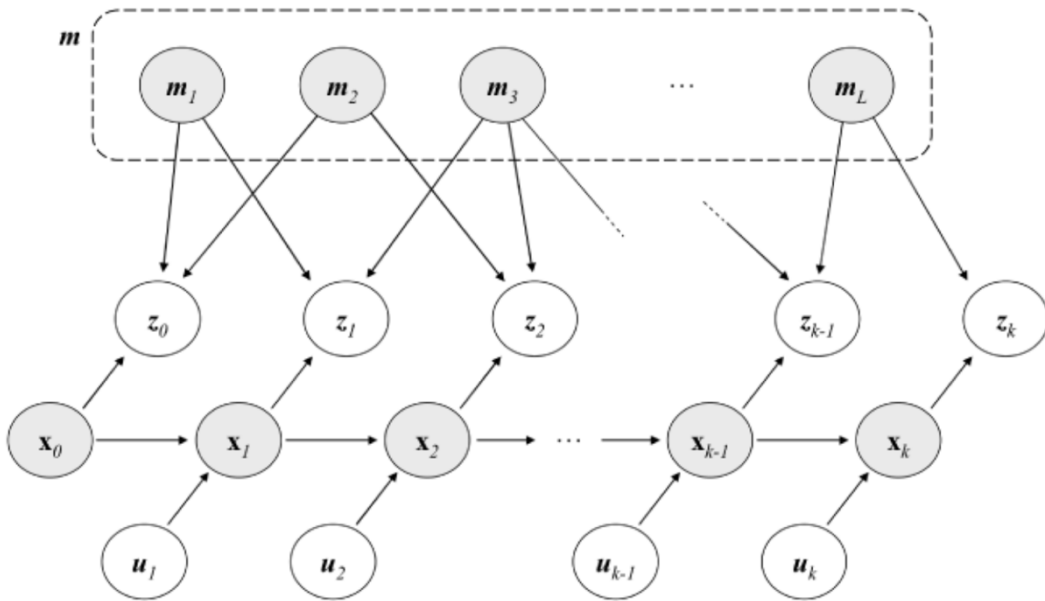 m
m1 m2 m3 ... mL
z0 z1 z2 zk-1 zk
x0 x1 x2 ... xk-1 xk
u1 u2 uk-1 uk